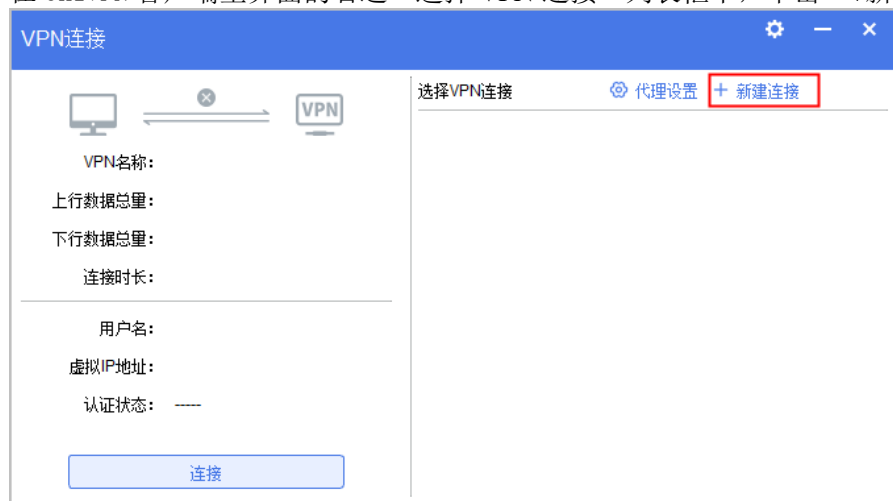 VPN连接
VPN
选择VPN连接 代理设置 新建连接
VPN名称：
上行数据总量：
下行数据总量：
连接时长：
用户名：
虚拟IP地址：
认证状态： -----
连接